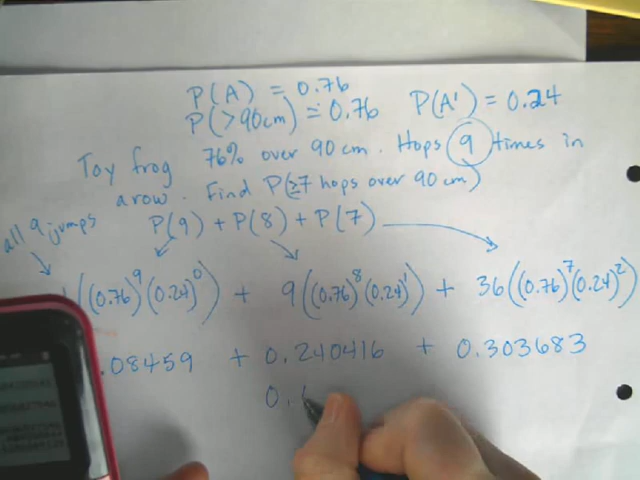 P(A) = 0.76
P(>90cm) = 0.76 P(A') = 0.24
Toy frog 76% over 90 cm. Hops 9 times in
a row. Find P(≥7 hops over 90 cm)
all 9 jumps P(9) + P(8) + P(7)
((0.76)^9 (0.24)^0) + 9((0.76)^8 (0.24)^1) + 36((0.76)^7 (0.24)^2)
.08459 + 0.240416 + 0.303683
0.6